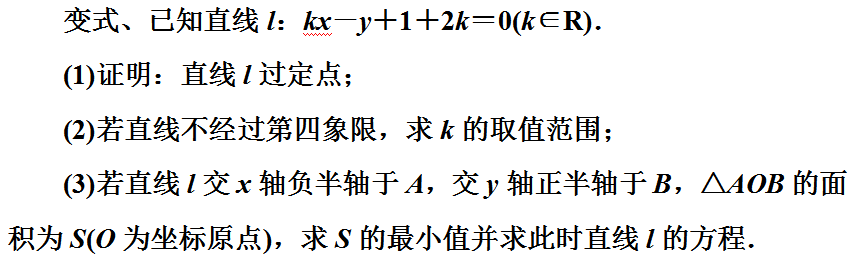 变式、已知直线 l：kx－y＋1＋2k＝0(k∈R)．
(1)证明：直线 l 过定点；
(2)若直线不经过第四象限，求 k 的取值范围；
(3)若直线 l 交 x 轴负半轴于 A，交 y 轴正半轴于 B，△AOB 的面
积为 S(O 为坐标原点)，求 S 的最小值并求此时直线 l 的方程．